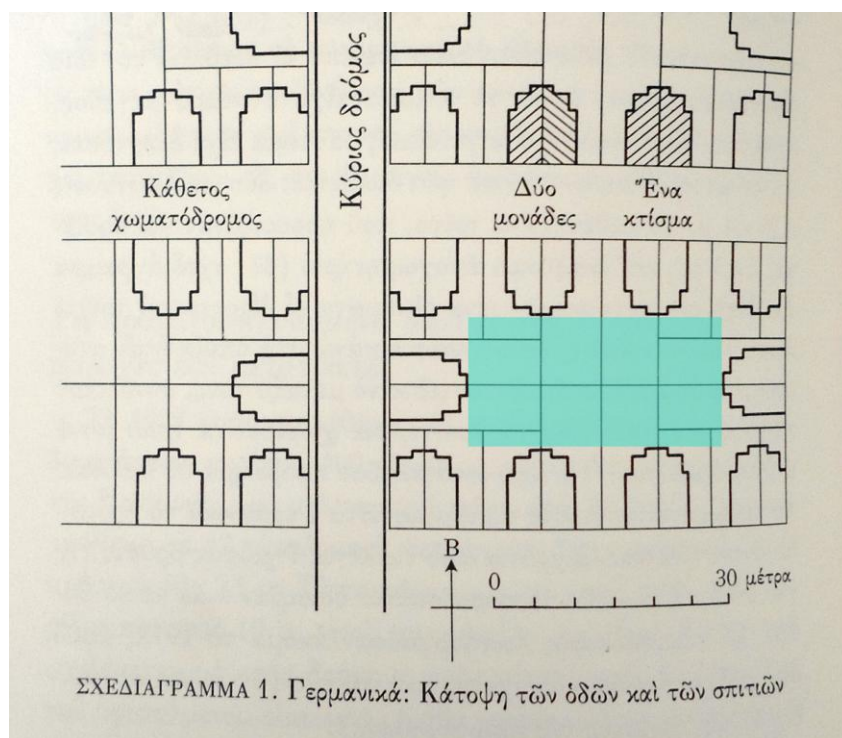 Κύριος δρόμος
Κάθετος
χωματόδρομος
Δύο
μονάδες
Ἕνα
κτίσμα
Β
0
30 μέτρα
ΣΧΕΔΙΑΓΡΑΜΜΑ 1. Γερμανικά: Κάτοψη τῶν ὁδῶν καὶ τῶν σπιτιῶν